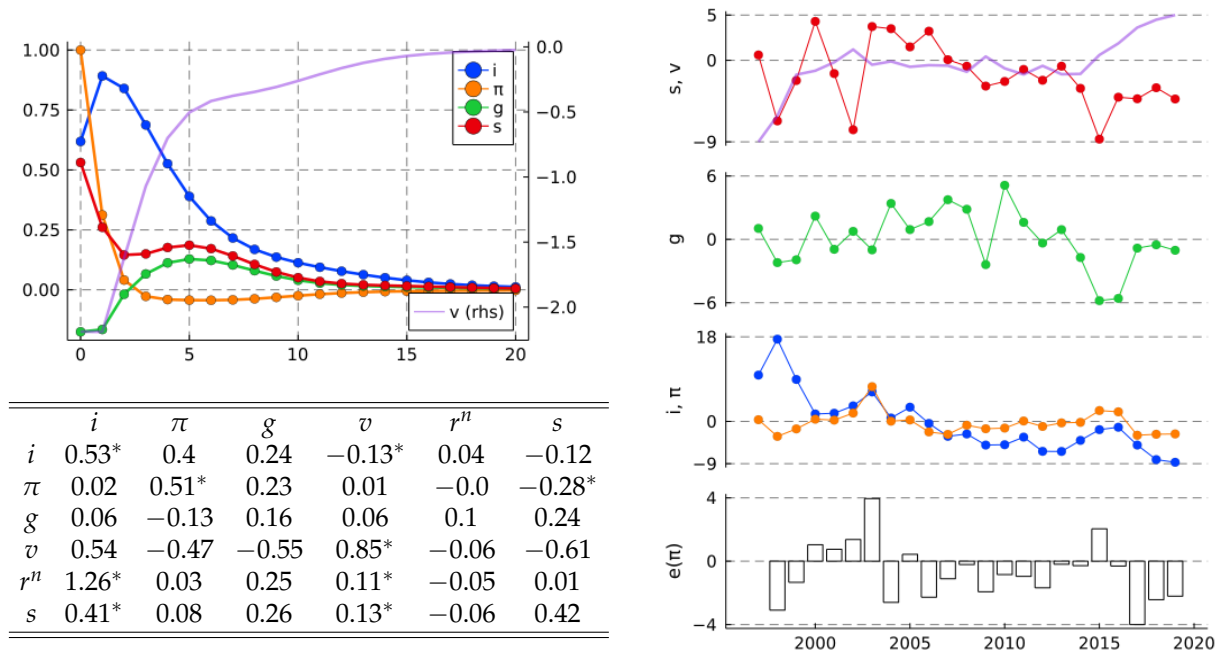 1.00
0.75
0.50
0.25
0.00
0.0
−0.5
−1.0
−1.5
−2.0
i
π
g
s
v (rhs)
0 5 10 15 20
i π g v rⁿ s
i 0.53* 0.4 0.24 −0.13* 0.04 −0.12
π 0.02 0.51* 0.23 0.01 −0.0 −0.28*
g 0.06 −0.13 0.16 0.06 0.1 0.24
v 0.54 −0.47 −0.55 0.85* −0.06 −0.61
rⁿ 1.26* 0.03 0.25 0.11* −0.05 0.01
s 0.41* 0.08 0.26 0.13* −0.06 0.42
s, v
5
0
−9
g
6
0
−6
i, π
18
0
−9
e(π)
4
0
−4
2000 2005 2010 2015 2020